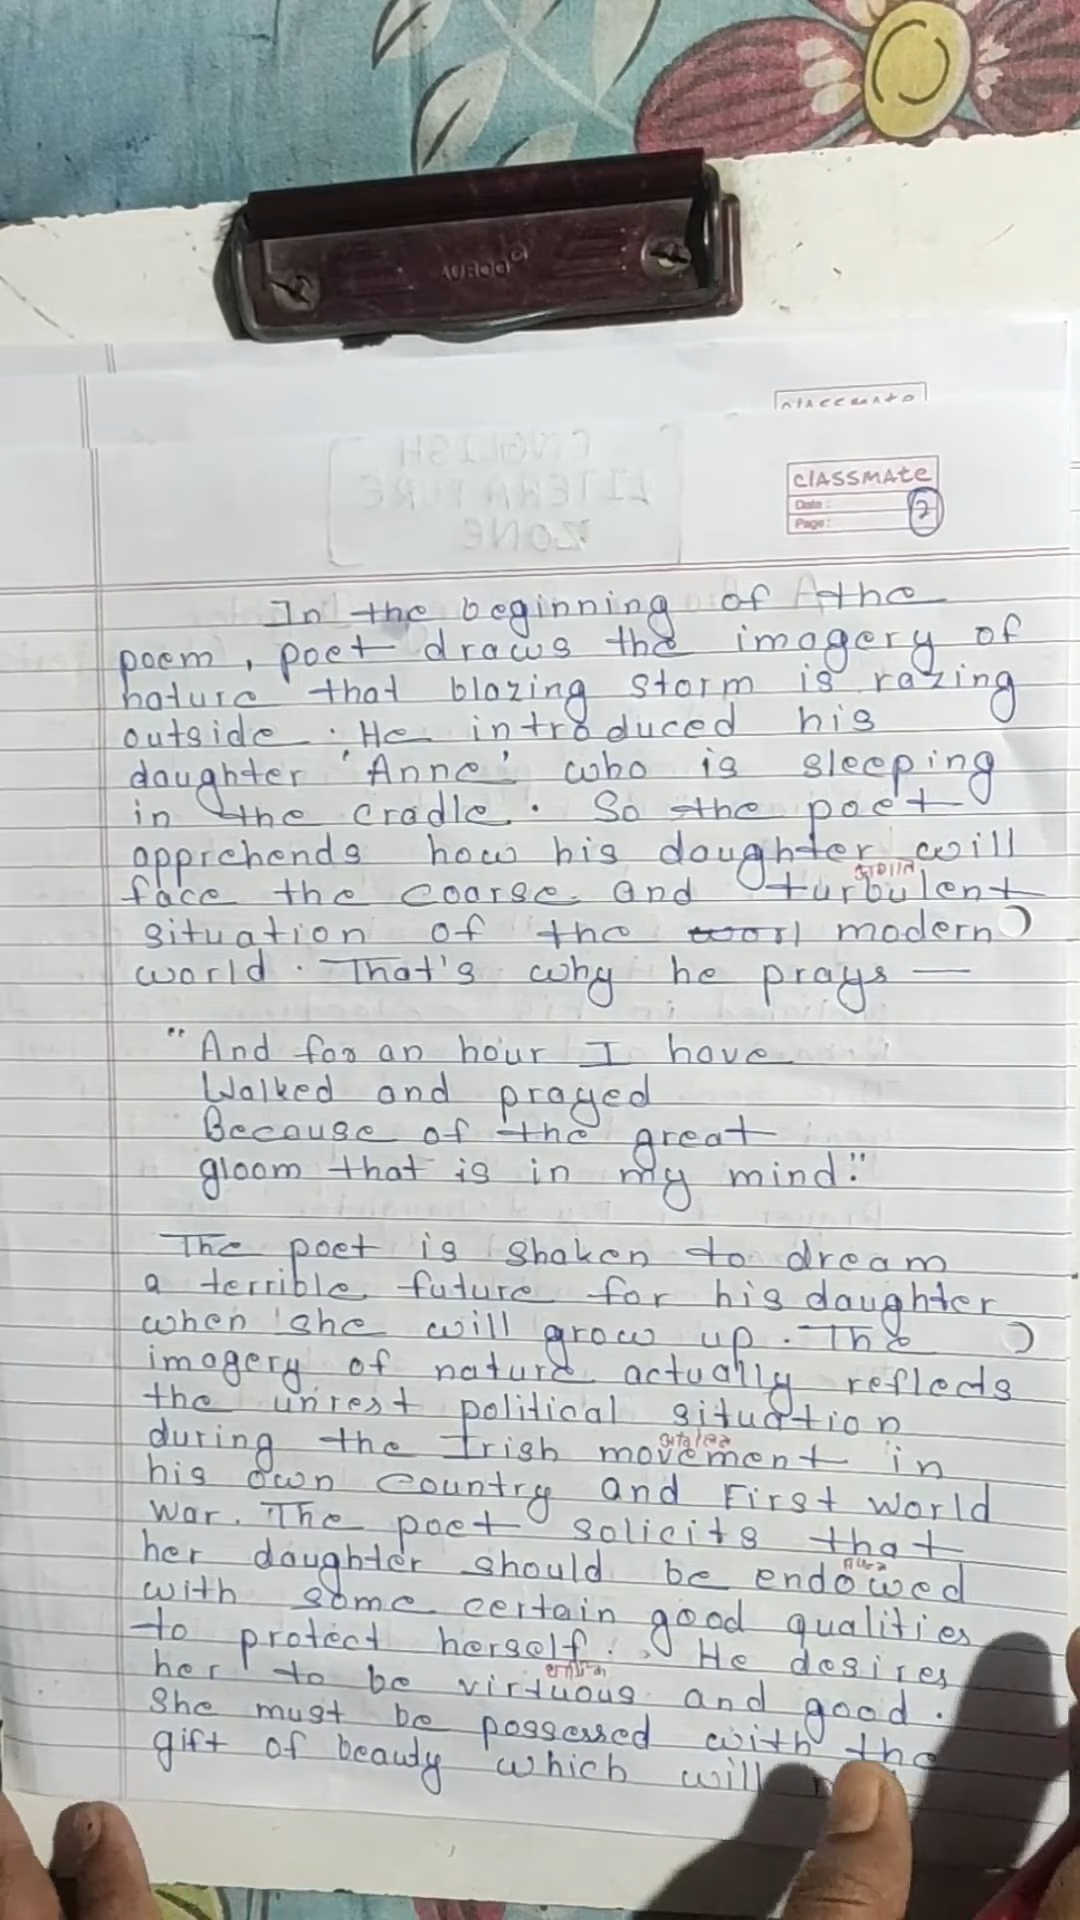 AUROO
CLASSMATE
Date :
Page :
2
In the beginning of the
poem, poet draws the imagery of
nature that blazing storm is razing
outside. He introduced his
daughter 'Anne' who is sleeping
in the cradle. So the poet
apprehends how his daughter will
face the coarse and turbulent
situation of the worl modern
world. That's why he prays —
"And for an hour I have
Walked and prayed
Because of the great
gloom that is in my mind."
The poet is shaken to dream
a terrible future for his daughter
when she will grow up. The
imagery of nature actually reflects
the unrest political situation
during the Irish movement in
his own country and First World
War. The poet solicits that
her daughter should be endowed
with some certain good qualities
to protect herself. He desires
her to be virtuous and good.
She must be possessed with the
gift of beauty which will